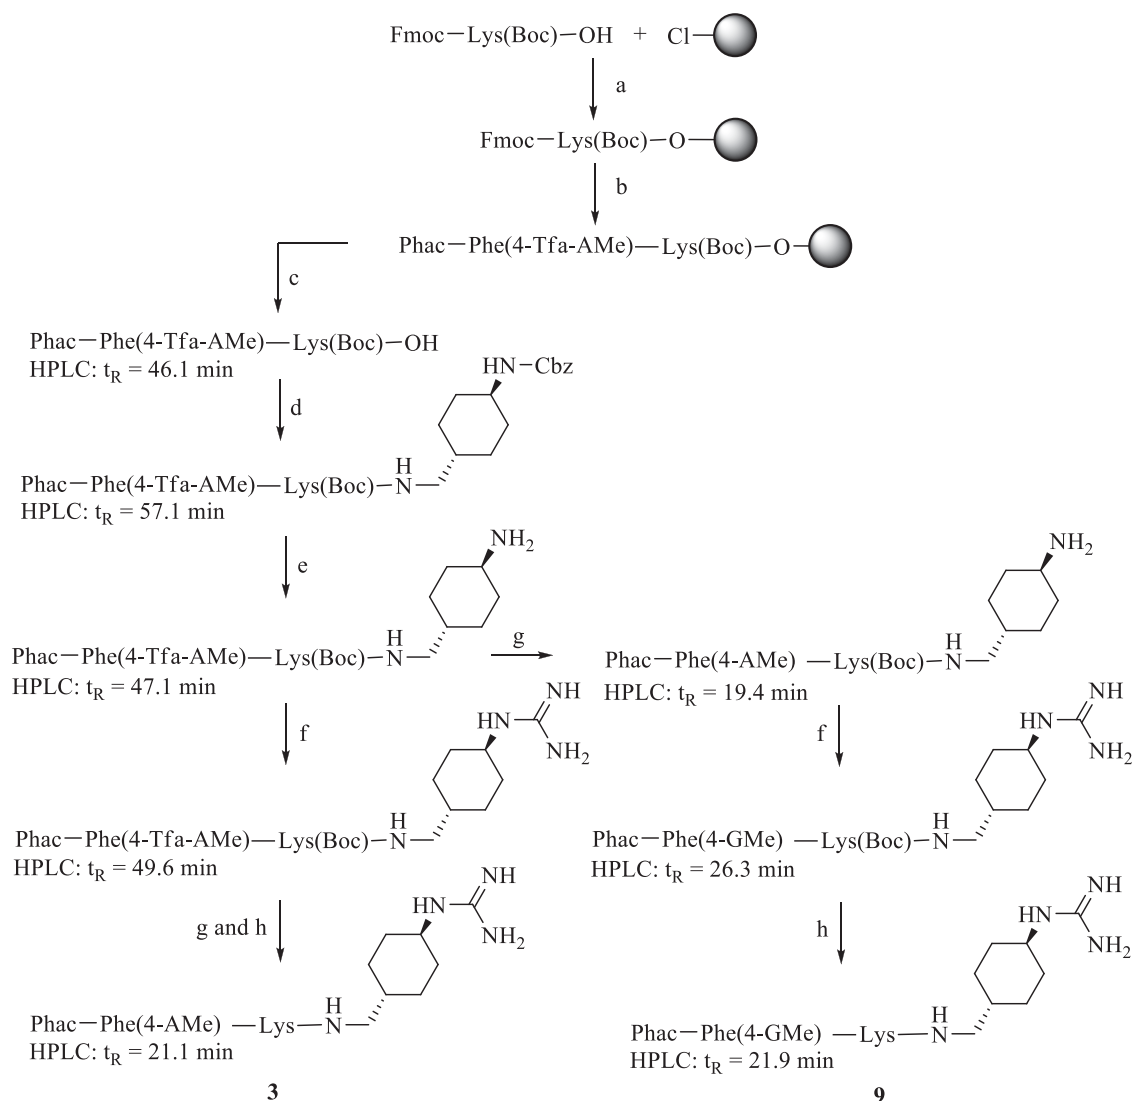 Fmoc−Lys(Boc)−OH + Cl−
a
Fmoc−Lys(Boc)−O−
b
Phac−Phe(4-Tfa-AMe)—Lys(Boc)−O−
c
Phac−Phe(4-Tfa-AMe)—Lys(Boc)−OH
HPLC: tR = 46.1 min
HN−Cbz
d
Phac−Phe(4-Tfa-AMe)—Lys(Boc)−N
H
HPLC: tR = 57.1 min
e
NH2
Phac−Phe(4-Tfa-AMe)—Lys(Boc)−N
H
HPLC: tR = 47.1 min
g
NH2
Phac−Phe(4-AMe) —Lys(Boc)−N
H
HPLC: tR = 19.4 min
f
HN
NH
NH2
Phac−Phe(4-Tfa-AMe)—Lys(Boc)−N
H
HPLC: tR = 49.6 min
f
HN
NH
NH2
Phac−Phe(4-GMe) —Lys(Boc)−N
H
HPLC: tR = 26.3 min
g and h
HN
NH
NH2
Phac−Phe(4-AMe) —Lys—N
H
HPLC: tR = 21.1 min
3
h
HN
NH
NH2
Phac−Phe(4-GMe) —Lys—N
H
HPLC: tR = 21.9 min
9